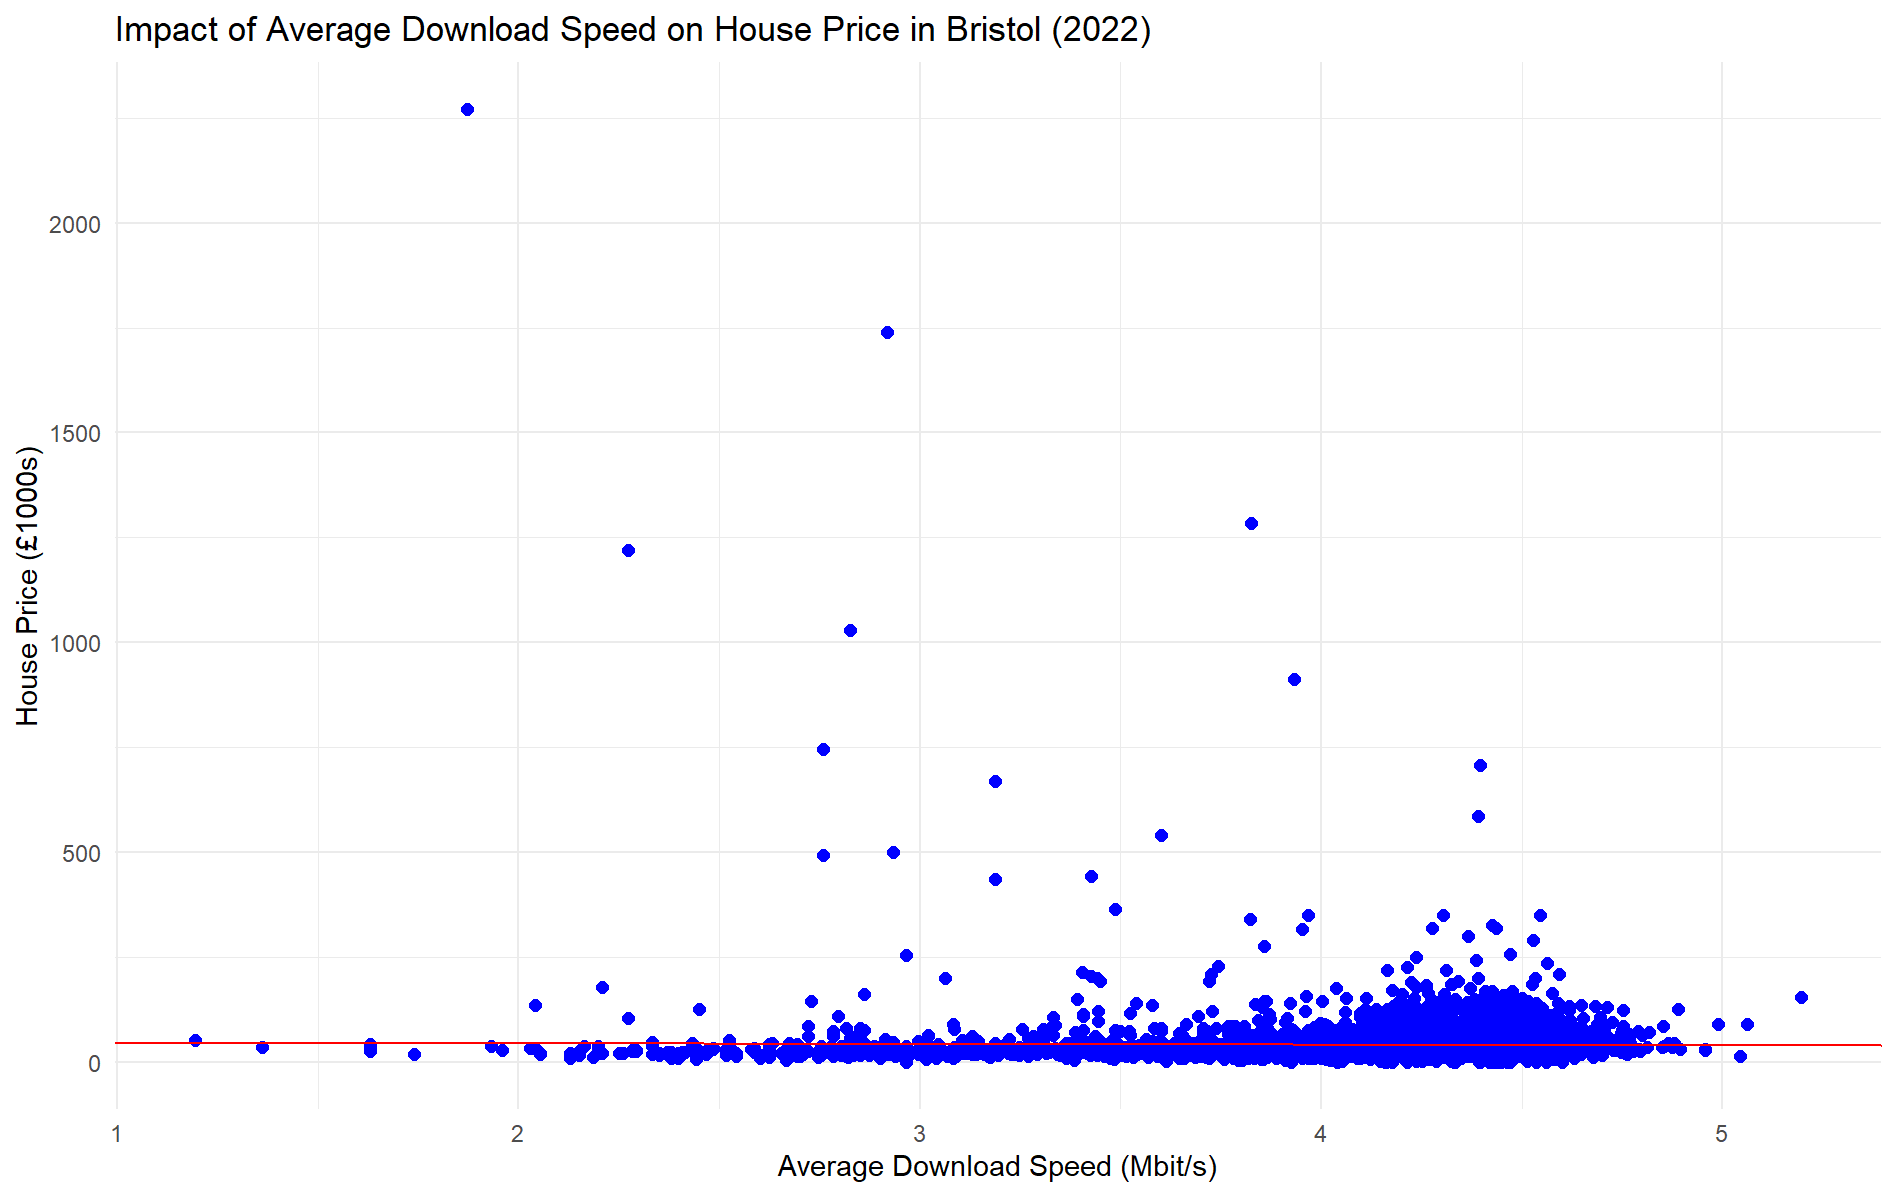 Impact of Average Download Speed on House Price in Bristol (2022)
House Price (£1000s)
2000
1500
1000
500
0
1 2 3 4 5
Average Download Speed (Mbit/s)